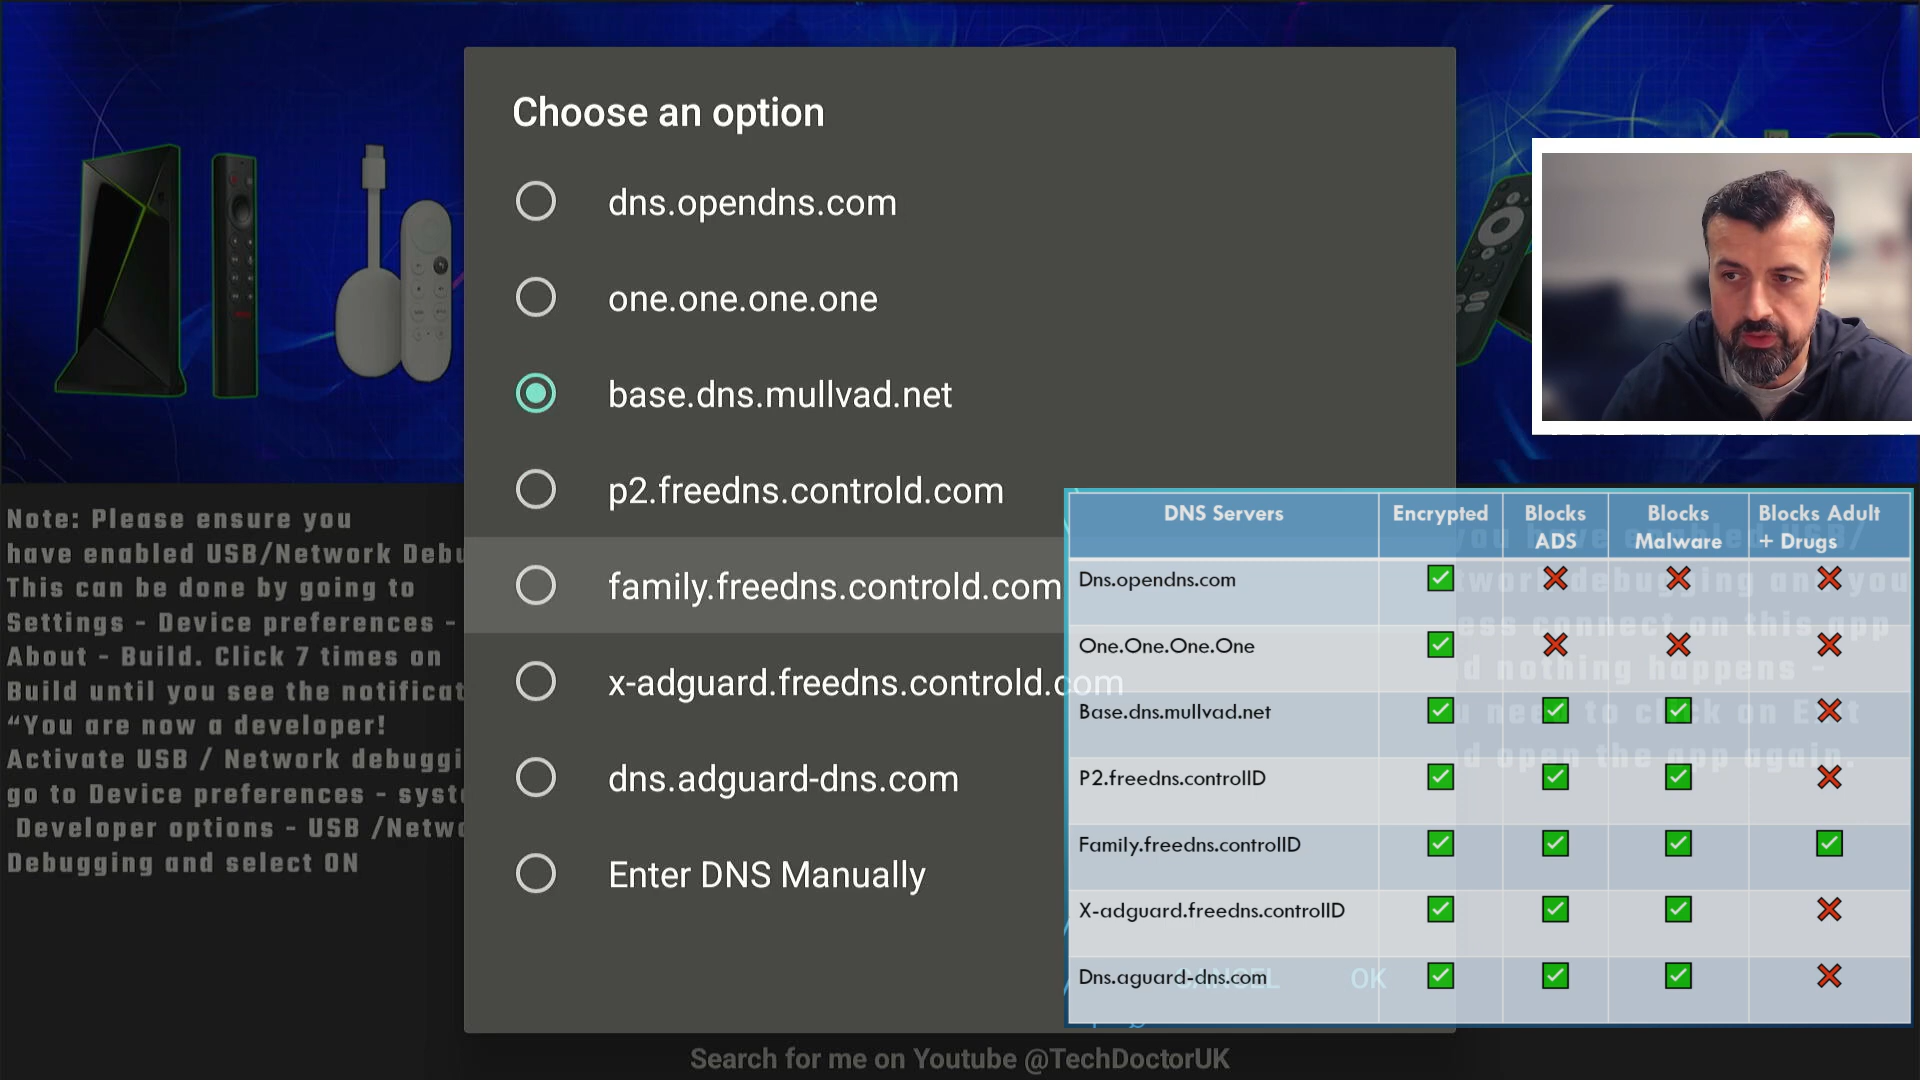 Choose an option
dns.opendns.com
one.one.one.one
base.dns.mullvad.net
p2.freedns.controld.com
family.freedns.controld.com
x-adguard.freedns.controld.com
dns.adguard-dns.com
Enter DNS Manually
CANCEL OK
Note: Please ensure you
have enabled USB/Network Debu
This can be done by going to
Settings - Device preferences -
About - Build. Click 7 times on
Build until you see the notificat
“You are now a developer!
Activate USB / Network debuggi
go to Device preferences - syst
Developer options - USB /Netwo
Debugging and select ON
DNS Servers Encrypted Blocks ADS Blocks Malware Blocks Adult + Drugs
Dns.opendns.com
One.One.One.One
Base.dns.mullvad.net
P2.freedns.controlID
Family.freedns.controlID
X-adguard.freedns.controlID
Dns.aguard-dns.com
Search for me on Youtube @TechDoctorUK